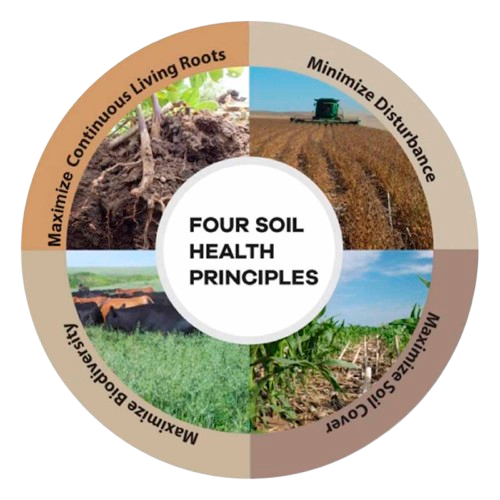 FOUR SOIL
HEALTH
PRINCIPLES
Maximize Continuous Living Roots
Minimize Disturbance
Maximize Soil Cover
Maximize Biodiversity